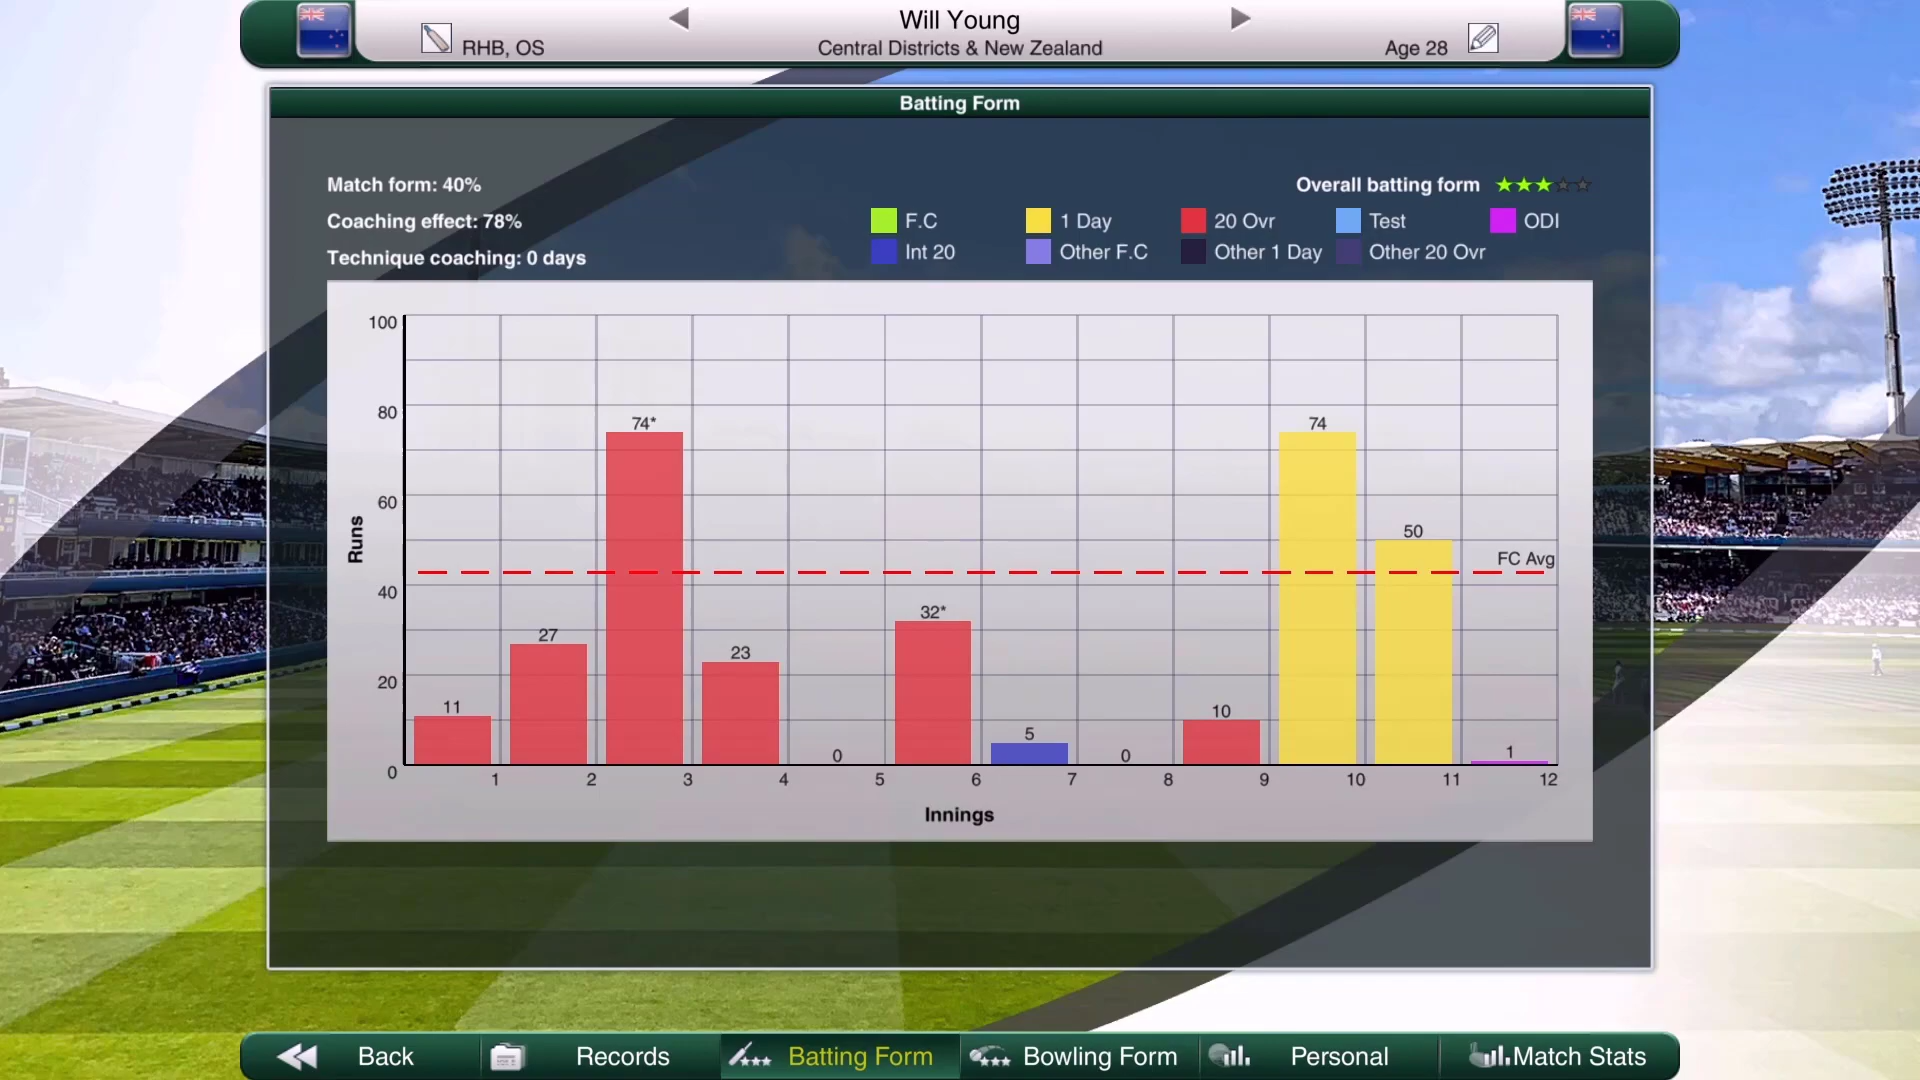 Will Young
RHB, OS
Central Districts & New Zealand
Age 28
Batting Form
Match form: 40%
Coaching effect: 78%
Technique coaching: 0 days
Overall batting form
F.C 1 Day 20 Ovr Test ODI
Int 20 Other F.C Other 1 Day Other 20 Ovr
100
80
60
40
20
0
Runs
11 27 74* 23 0 32* 5 0 10 74 50 1
FC Avg
1 2 3 4 5 6 7 8 9 10 11 12
Innings
Back Records Batting Form Bowling Form Personal Match Stats